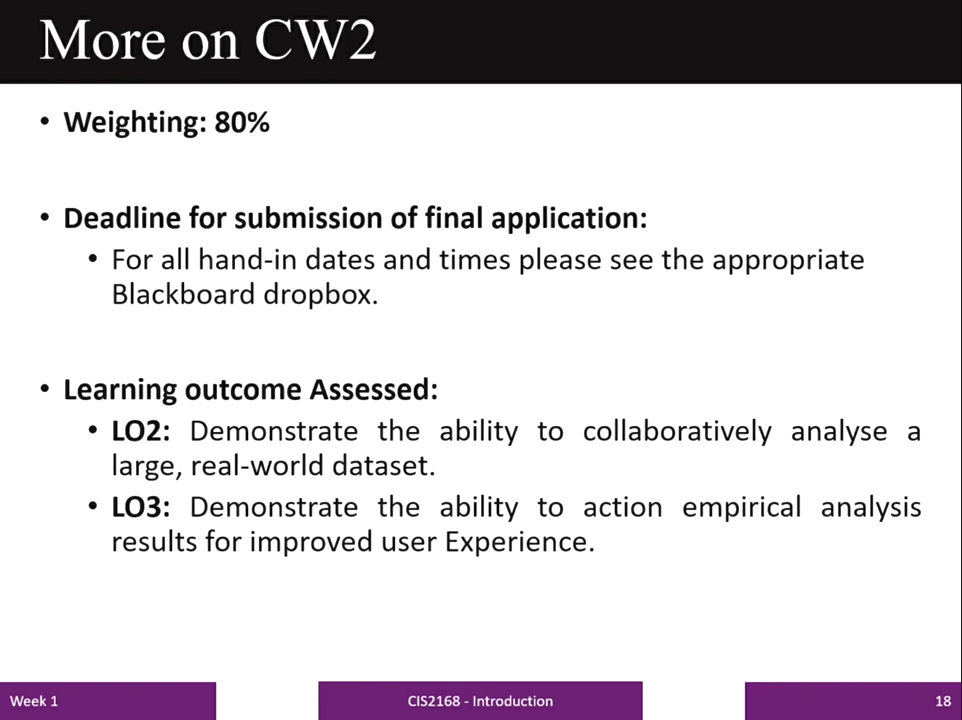 More on CW2
• Weighting: 80%
• Deadline for submission of final application:
• For all hand-in dates and times please see the appropriate
Blackboard dropbox.
• Learning outcome Assessed:
• LO2: Demonstrate the ability to collaboratively analyse a
large, real-world dataset.
• LO3: Demonstrate the ability to action empirical analysis
results for improved user Experience.
Week 1
CIS2168 - Introduction
18